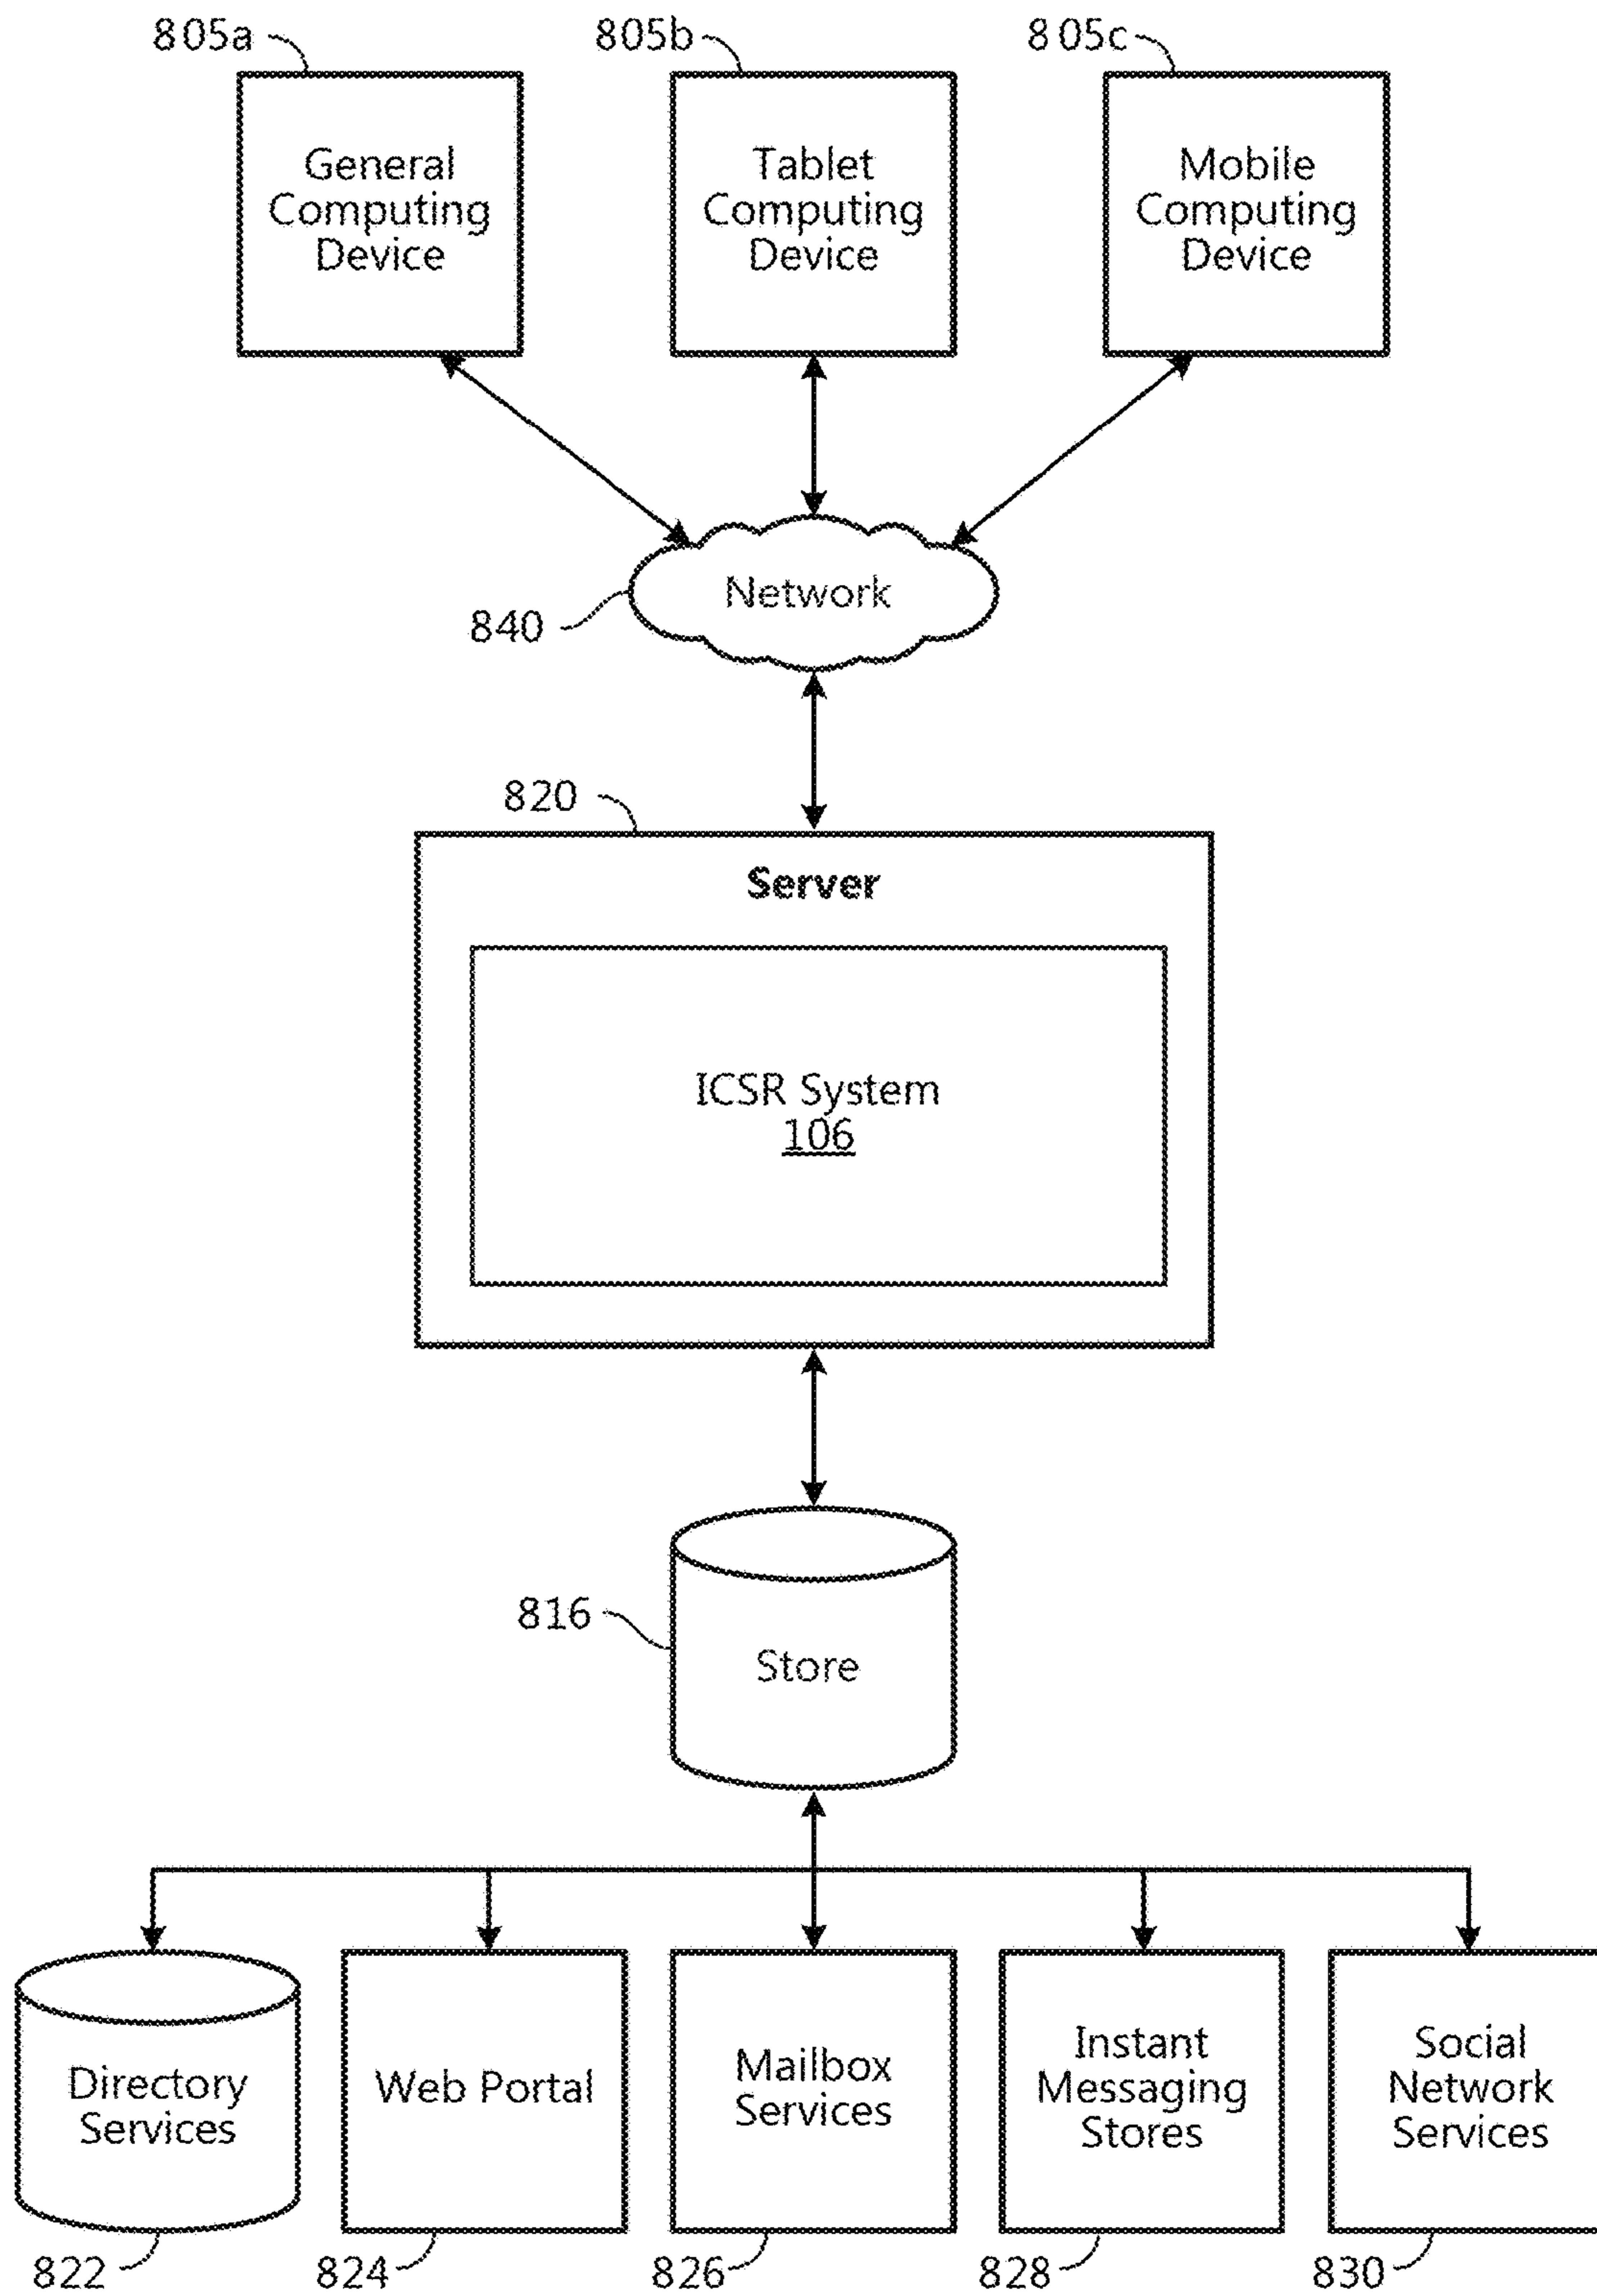 805a
805b
805c
General
Computing
Device
Tablet
Computing
Device
Mobile
Computing
Device
Network
840
820
Server
ICSR System
106
816
Store
Directory
Services
Web Portal
Mailbox
Services
Instant
Messaging
Stores
Social
Network
Services
822
824
826
828
830